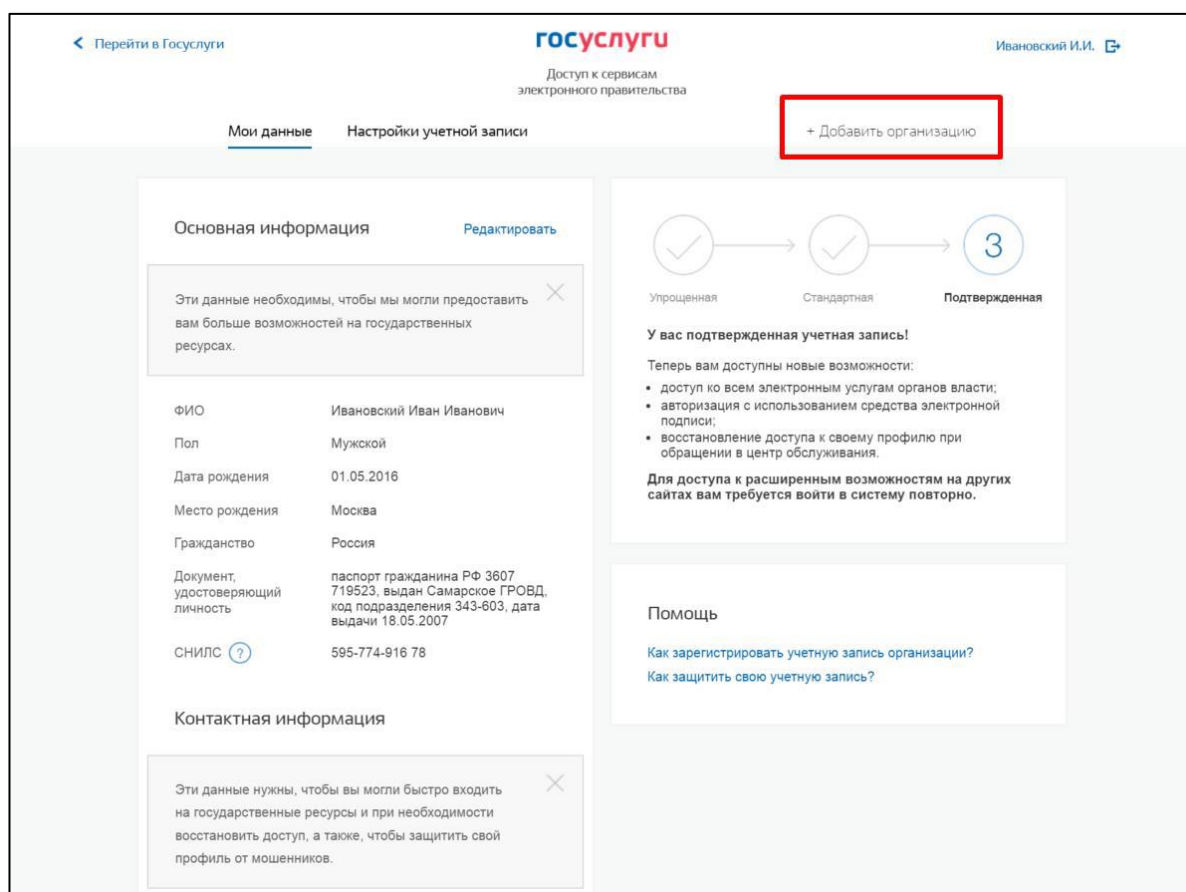 Перейти в Госуслуги
госуслуги
Ивановский И.И.
Доступ к сервисам
электронного правительства
Мои данные
Настройки учетной записи
+ Добавить организацию
Основная информация
Редактировать
Эти данные необходимы, чтобы мы могли предоставить
вам больше возможностей на государственных
ресурсах.
ФИО
Ивановский Иван Иванович
Пол
Мужской
Дата рождения
01.05.2016
Место рождения
Москва
Гражданство
Россия
Документ,
удостоверяющий
личность
паспорт гражданина РФ 3607
719523, выдан Самарское ГРОВД,
код подразделения 343-603, дата
выдачи 18.05.2007
СНИЛС ?
595-774-916 78
Контактная информация
Эти данные нужны, чтобы вы могли быстро входить
на государственные ресурсы и при необходимости
восстановить доступ, а также, чтобы защитить свой
профиль от мошенников.
3
Упрощенная
Стандартная
Подтвержденная
У вас подтвержденная учетная запись!
Теперь вам доступны новые возможности:
• доступ ко всем электронным услугам органов власти;
• авторизация с использованием средства электронной
подписи;
• восстановление доступа к своему профилю при
обращении в центр обслуживания.
Для доступа к расширенным возможностям на других
сайтах вам требуется войти в систему повторно.
Помощь
Как зарегистрировать учетную запись организации?
Как защитить свою учетную запись?